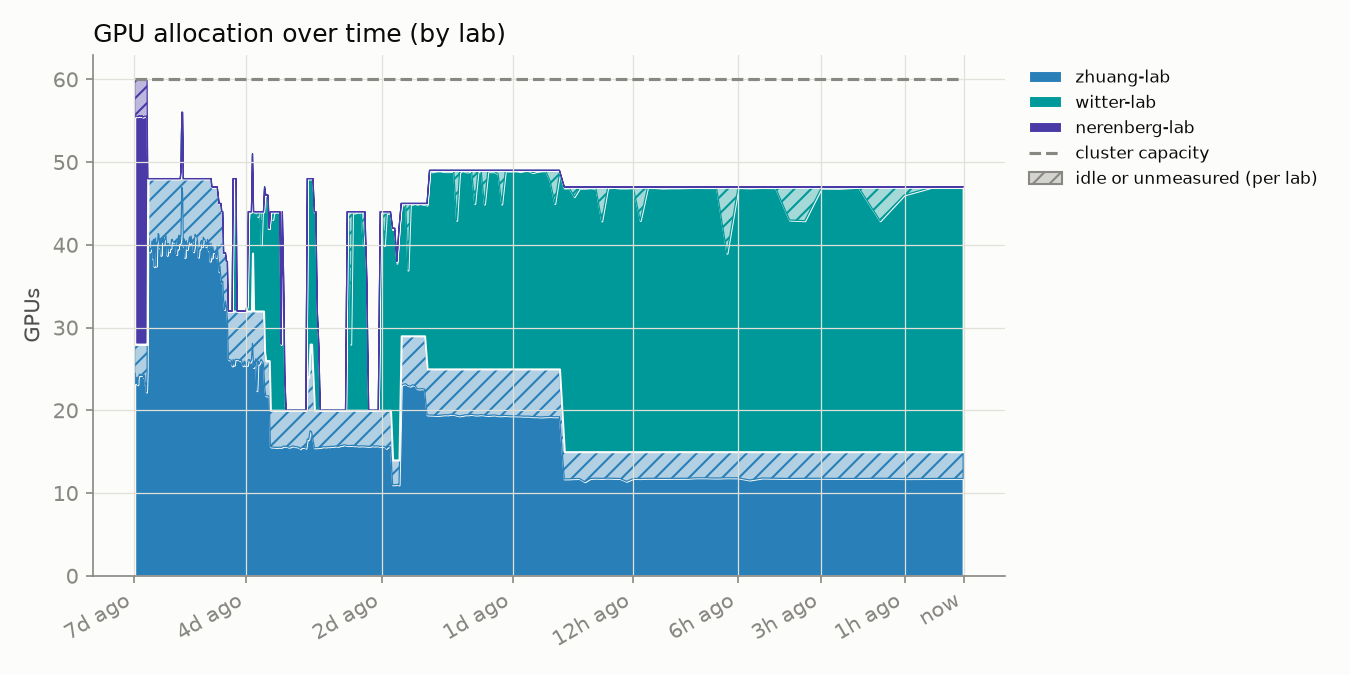 GPU allocation over time (by lab)
60
50
40
30
20
10
0
GPUs
7d ago
4d ago
2d ago
1d ago
12h ago
6h ago
3h ago
1h ago
now
zhuang-lab
witter-lab
nerenberg-lab
cluster capacity
idle or unmeasured (per lab)